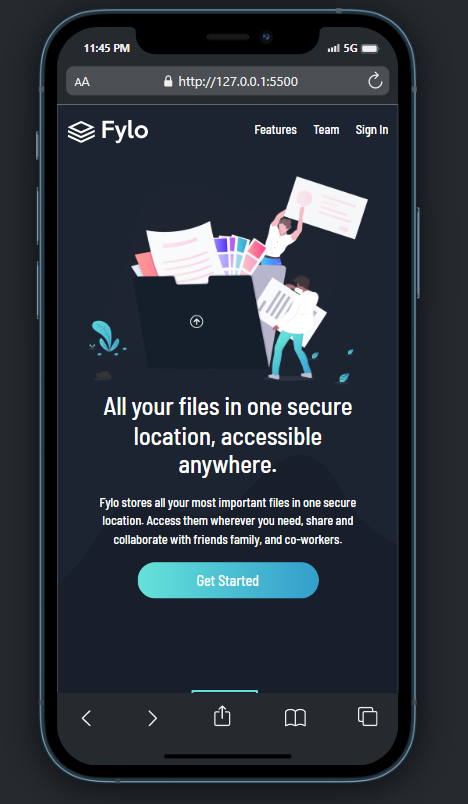 11:45 PM
5G
AA
http://127.0.0.1:5500
Fylo
Features Team Sign In
All your files in one secure
location, accessible
anywhere.
Fylo stores all your most important files in one secure
location. Access them wherever you need, share and
collaborate with friends family, and co-workers.
Get Started